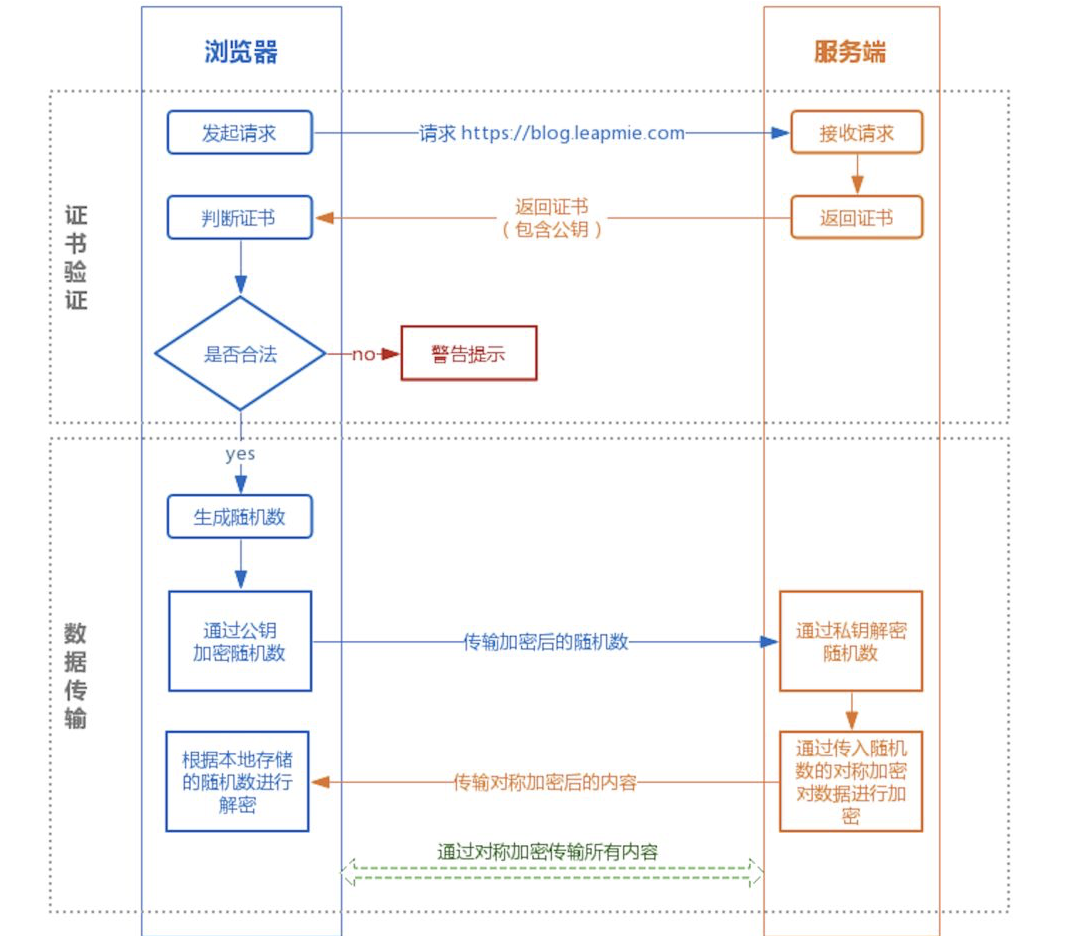 浏览器
服务端
发起请求
请求 https://blog.leapmie.com
接收请求
证
书
验
证
判断证书
返回证书
（包含公钥）
返回证书
是否合法
no
警告提示
yes
生成随机数
数
据
传
输
通过公钥
加密随机数
传输加密后的随机数
通过私钥解密
随机数
根据本地存储
的随机数进行
解密
传输对称加密后的内容
通过传入随机
数的对称加密
对数据进行加
密
通过对称加密传输所有内容